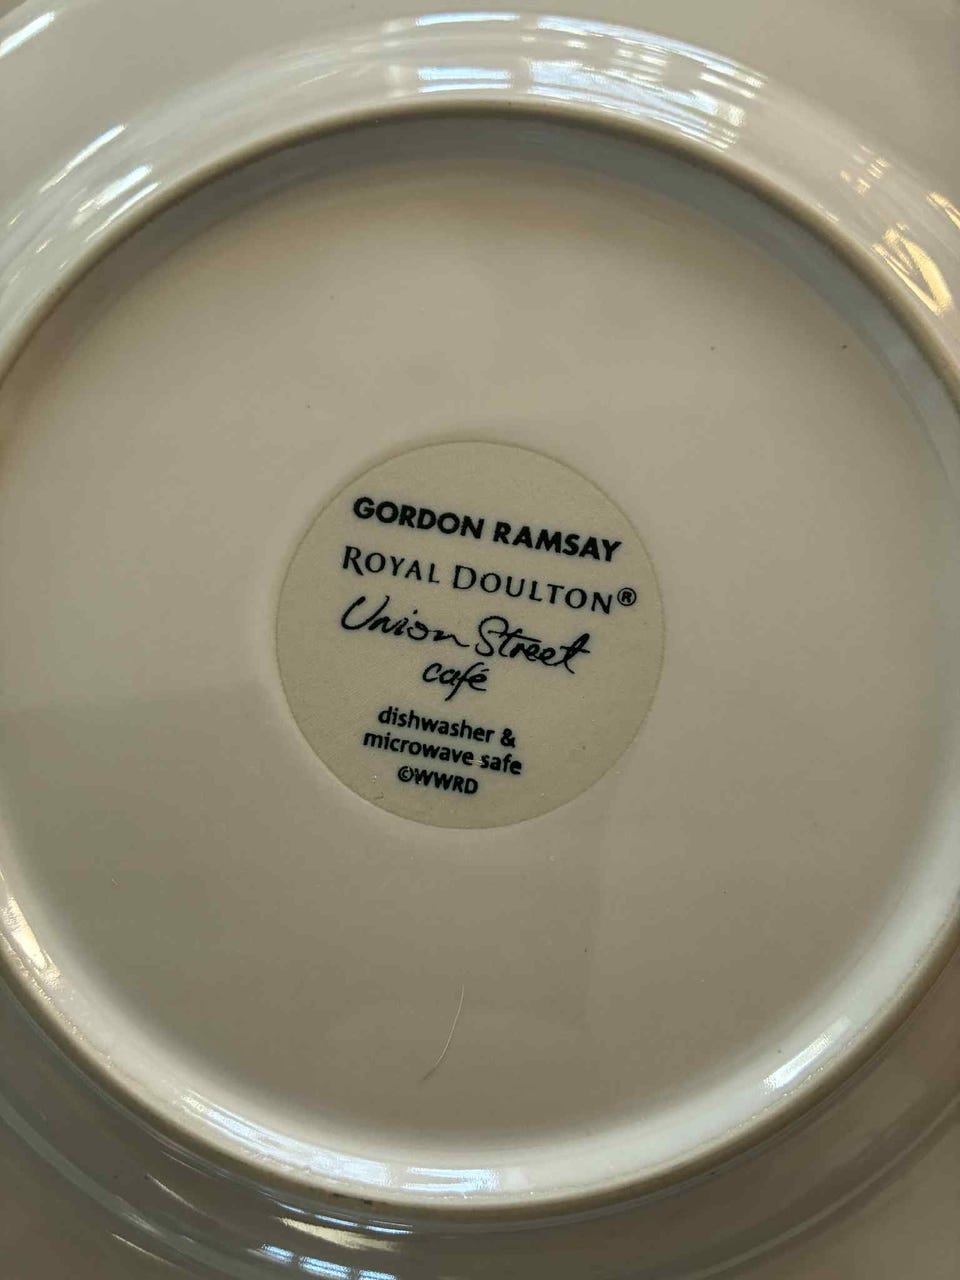 GORDON RAMSAY
ROYAL DOULTON®
Union Street
café
dishwasher &
microwave safe
©WWRD